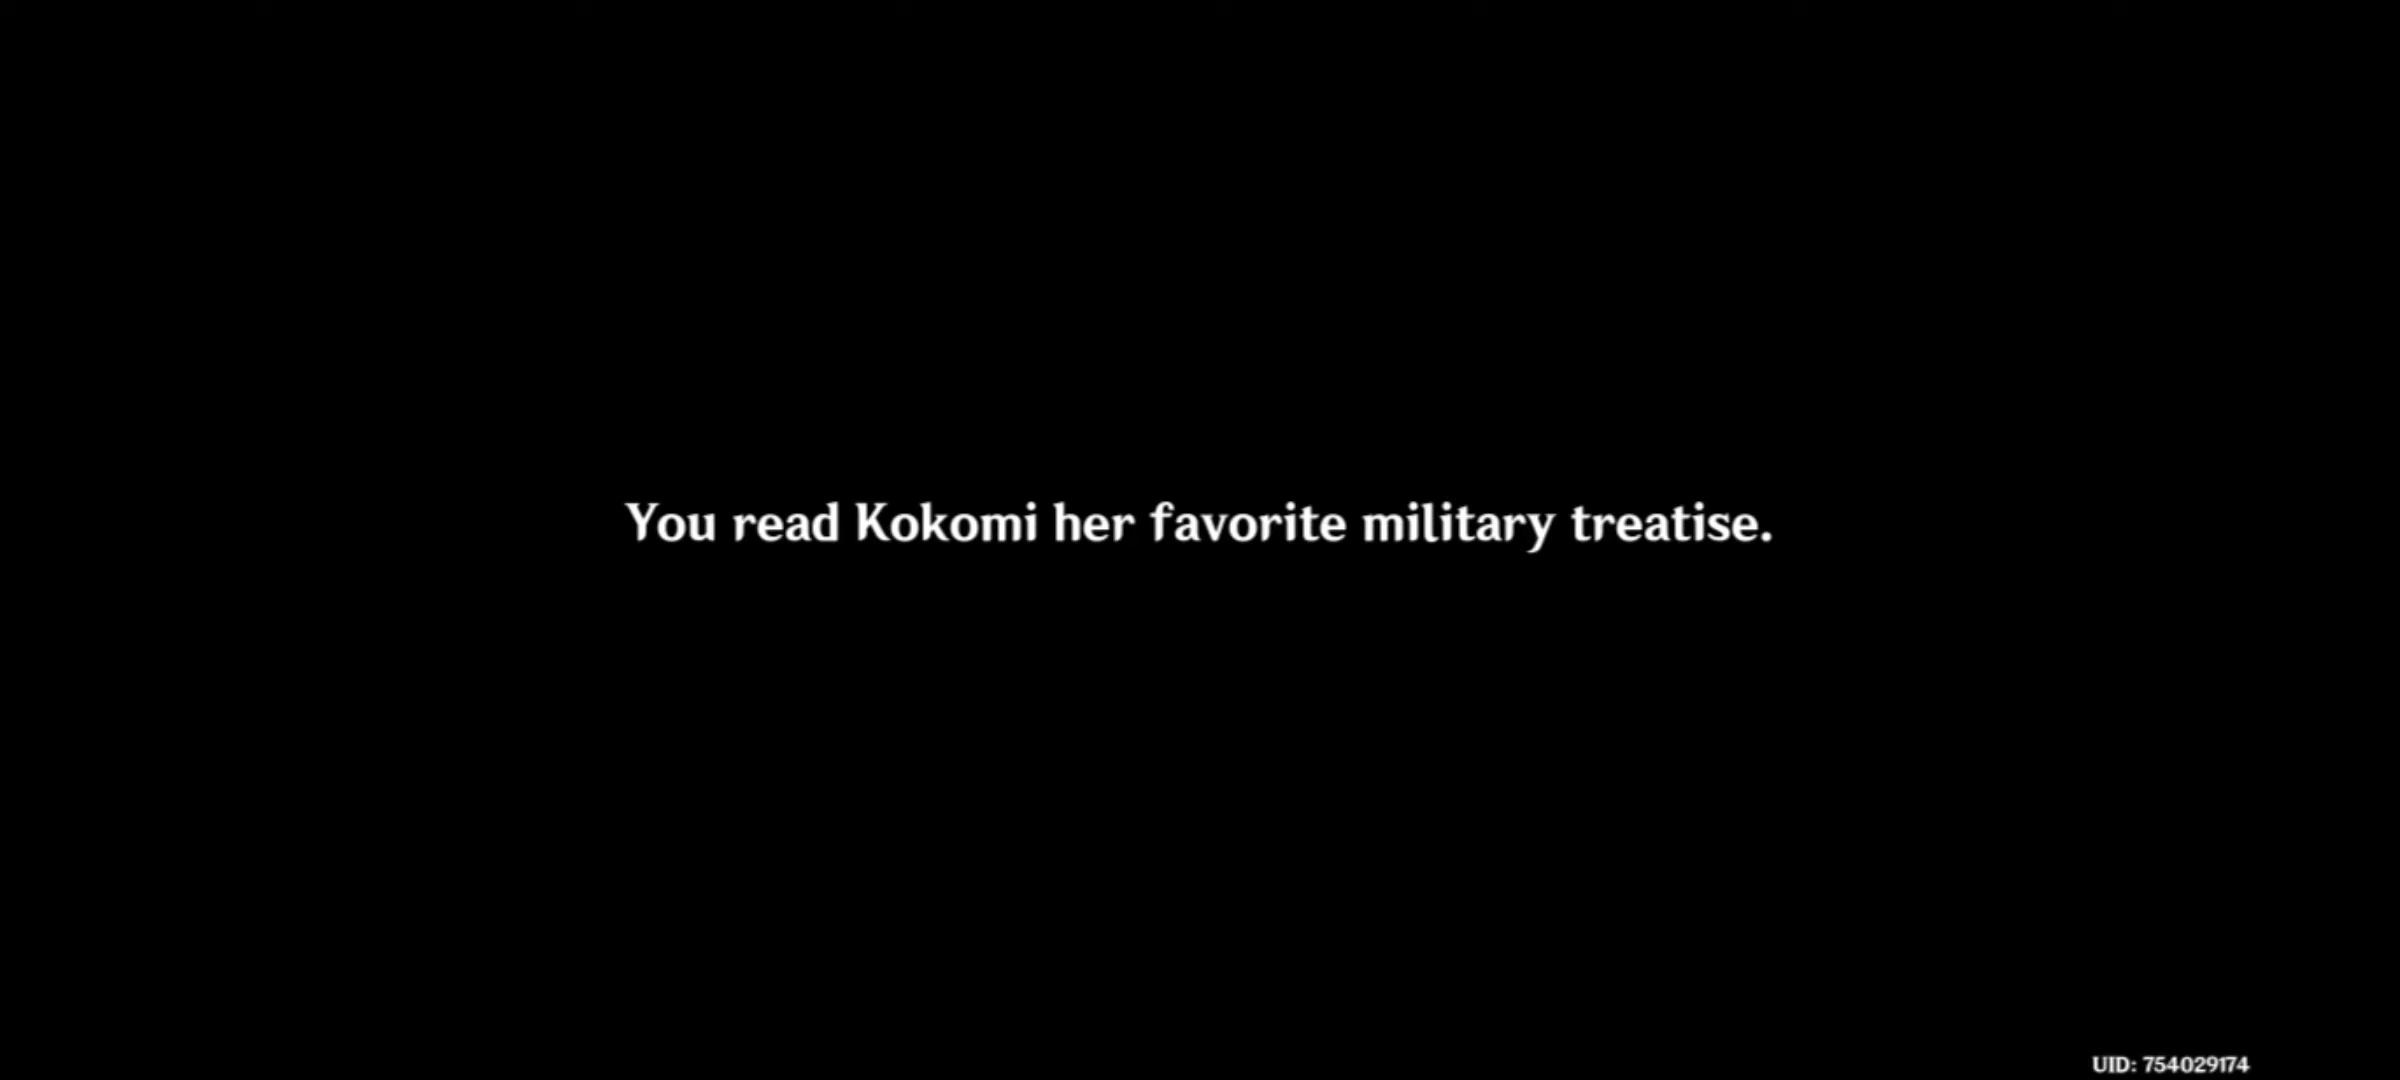 You read Kokomi her favorite military treatise.
UID: 754029174